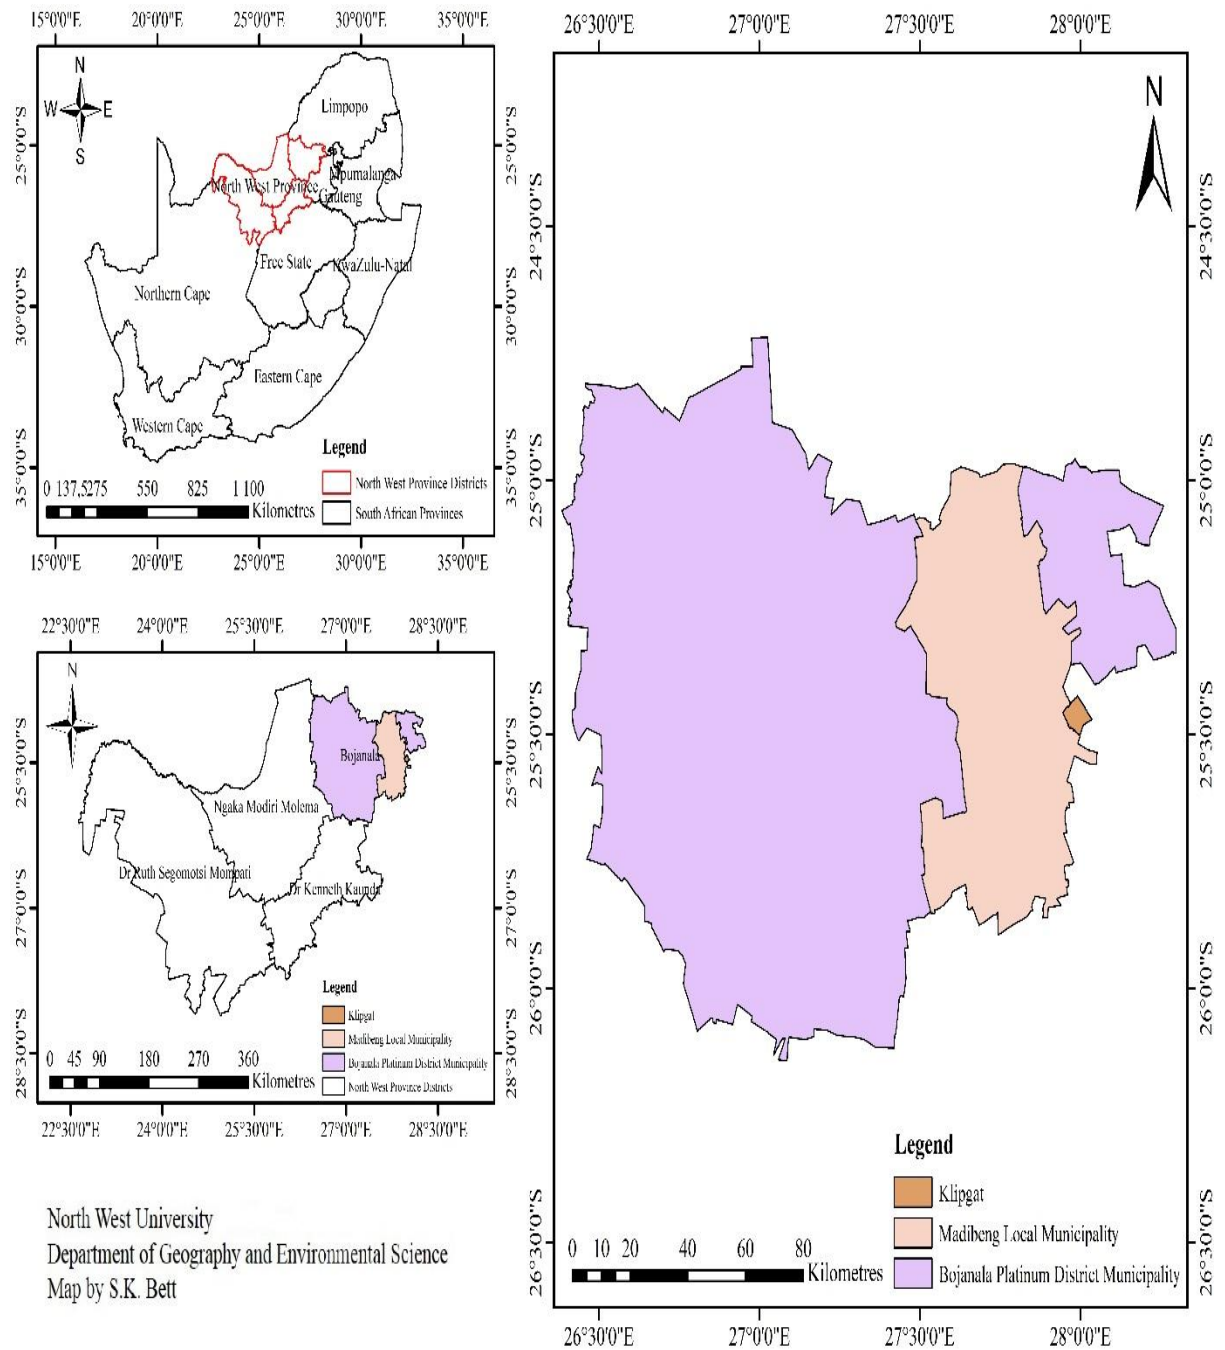 15°0'0"E 20°0'0"E 25°0'0"E 30°0'0"E 35°0'0"E
N
W E
S
25°0'0"S 25°0'0"S
30°0'0"S 30°0'0"S
35°0'0"S 35°0'0"S
Limpopo
Mpumalanga
North West Province
Gauteng
Free State
KwaZulu-Natal
Northern Cape
Eastern Cape
Western Cape
Legend
North West Province Districts
South African Provinces
0 137,5275 550 825 1 100
Kilometres
15°0'0"E 20°0'0"E 25°0'0"E 30°0'0"E 35°0'0"E
22°30'0"E 24°0'0"E 25°30'0"E 27°0'0"E 28°30'0"E
N
25°30'0"S 25°30'0"S
27°0'0"S 27°0'0"S
28°30'0"S 28°30'0"S
Bojanala
Ngaka Modiri Molema
Dr Ruth Segomotsi Mompati
Dr Kenneth Kaunda
Legend
Klipgat
Madibeng Local Municipality
Bojanala Platinum District Municipality
North West Province Districts
0 45 90 180 270 360
Kilometres
22°30'0"E 24°0'0"E 25°30'0"E 27°0'0"E 28°30'0"E
North West University
Department of Geography and Environmental Science
Map by S.K. Bett
26°30'0"E 27°0'0"E 27°30'0"E 28°0'0"E
N
24°30'0"S 24°30'0"S
25°0'0"S 25°0'0"S
25°30'0"S 25°30'0"S
26°0'0"S 26°0'0"S
26°30'0"S 26°30'0"S
Legend
Klipgat
Madibeng Local Municipality
Bojanala Platinum District Municipality
0 10 20 40 60 80
Kilometres
26°30'0"E 27°0'0"E 27°30'0"E 28°0'0"E